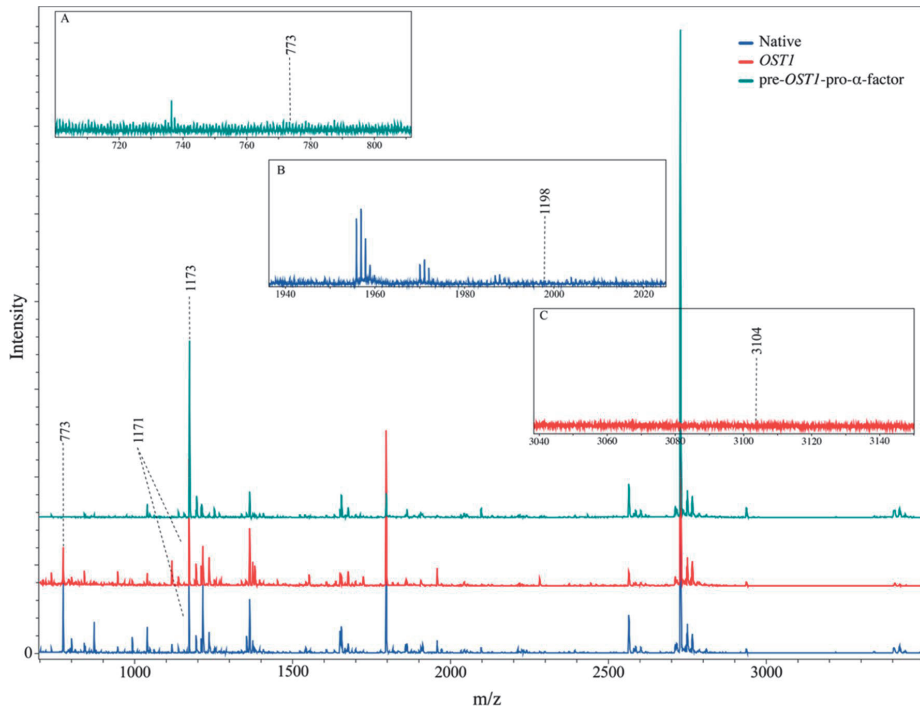 A
773
720 740 760 780 800
Native
OST1
pre-OST1-pro-α-factor
B
1198
1940 1960 1980 2000 2020
C
3104
3040 3060 3080 3100 3120 3140
1173
773
1171
Intensity
0
1000 1500 2000 2500 3000
m/z